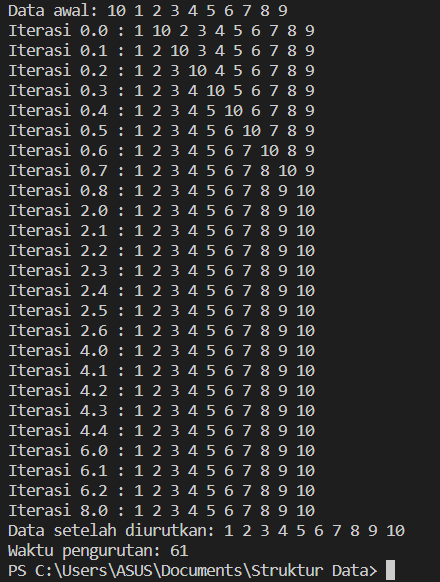 Data awal: 10 1 2 3 4 5 6 7 8 9
Iterasi 0.0 : 1 10 2 3 4 5 6 7 8 9
Iterasi 0.1 : 1 2 10 3 4 5 6 7 8 9
Iterasi 0.2 : 1 2 3 10 4 5 6 7 8 9
Iterasi 0.3 : 1 2 3 4 10 5 6 7 8 9
Iterasi 0.4 : 1 2 3 4 5 10 6 7 8 9
Iterasi 0.5 : 1 2 3 4 5 6 10 7 8 9
Iterasi 0.6 : 1 2 3 4 5 6 7 10 8 9
Iterasi 0.7 : 1 2 3 4 5 6 7 8 10 9
Iterasi 0.8 : 1 2 3 4 5 6 7 8 9 10
Iterasi 2.0 : 1 2 3 4 5 6 7 8 9 10
Iterasi 2.1 : 1 2 3 4 5 6 7 8 9 10
Iterasi 2.2 : 1 2 3 4 5 6 7 8 9 10
Iterasi 2.3 : 1 2 3 4 5 6 7 8 9 10
Iterasi 2.4 : 1 2 3 4 5 6 7 8 9 10
Iterasi 2.5 : 1 2 3 4 5 6 7 8 9 10
Iterasi 2.6 : 1 2 3 4 5 6 7 8 9 10
Iterasi 4.0 : 1 2 3 4 5 6 7 8 9 10
Iterasi 4.1 : 1 2 3 4 5 6 7 8 9 10
Iterasi 4.2 : 1 2 3 4 5 6 7 8 9 10
Iterasi 4.3 : 1 2 3 4 5 6 7 8 9 10
Iterasi 4.4 : 1 2 3 4 5 6 7 8 9 10
Iterasi 6.0 : 1 2 3 4 5 6 7 8 9 10
Iterasi 6.1 : 1 2 3 4 5 6 7 8 9 10
Iterasi 6.2 : 1 2 3 4 5 6 7 8 9 10
Iterasi 8.0 : 1 2 3 4 5 6 7 8 9 10
Data setelah diurutkan: 1 2 3 4 5 6 7 8 9 10
Waktu pengurutan: 61
PS C:\Users\ASUS\Documents\Struktur Data>